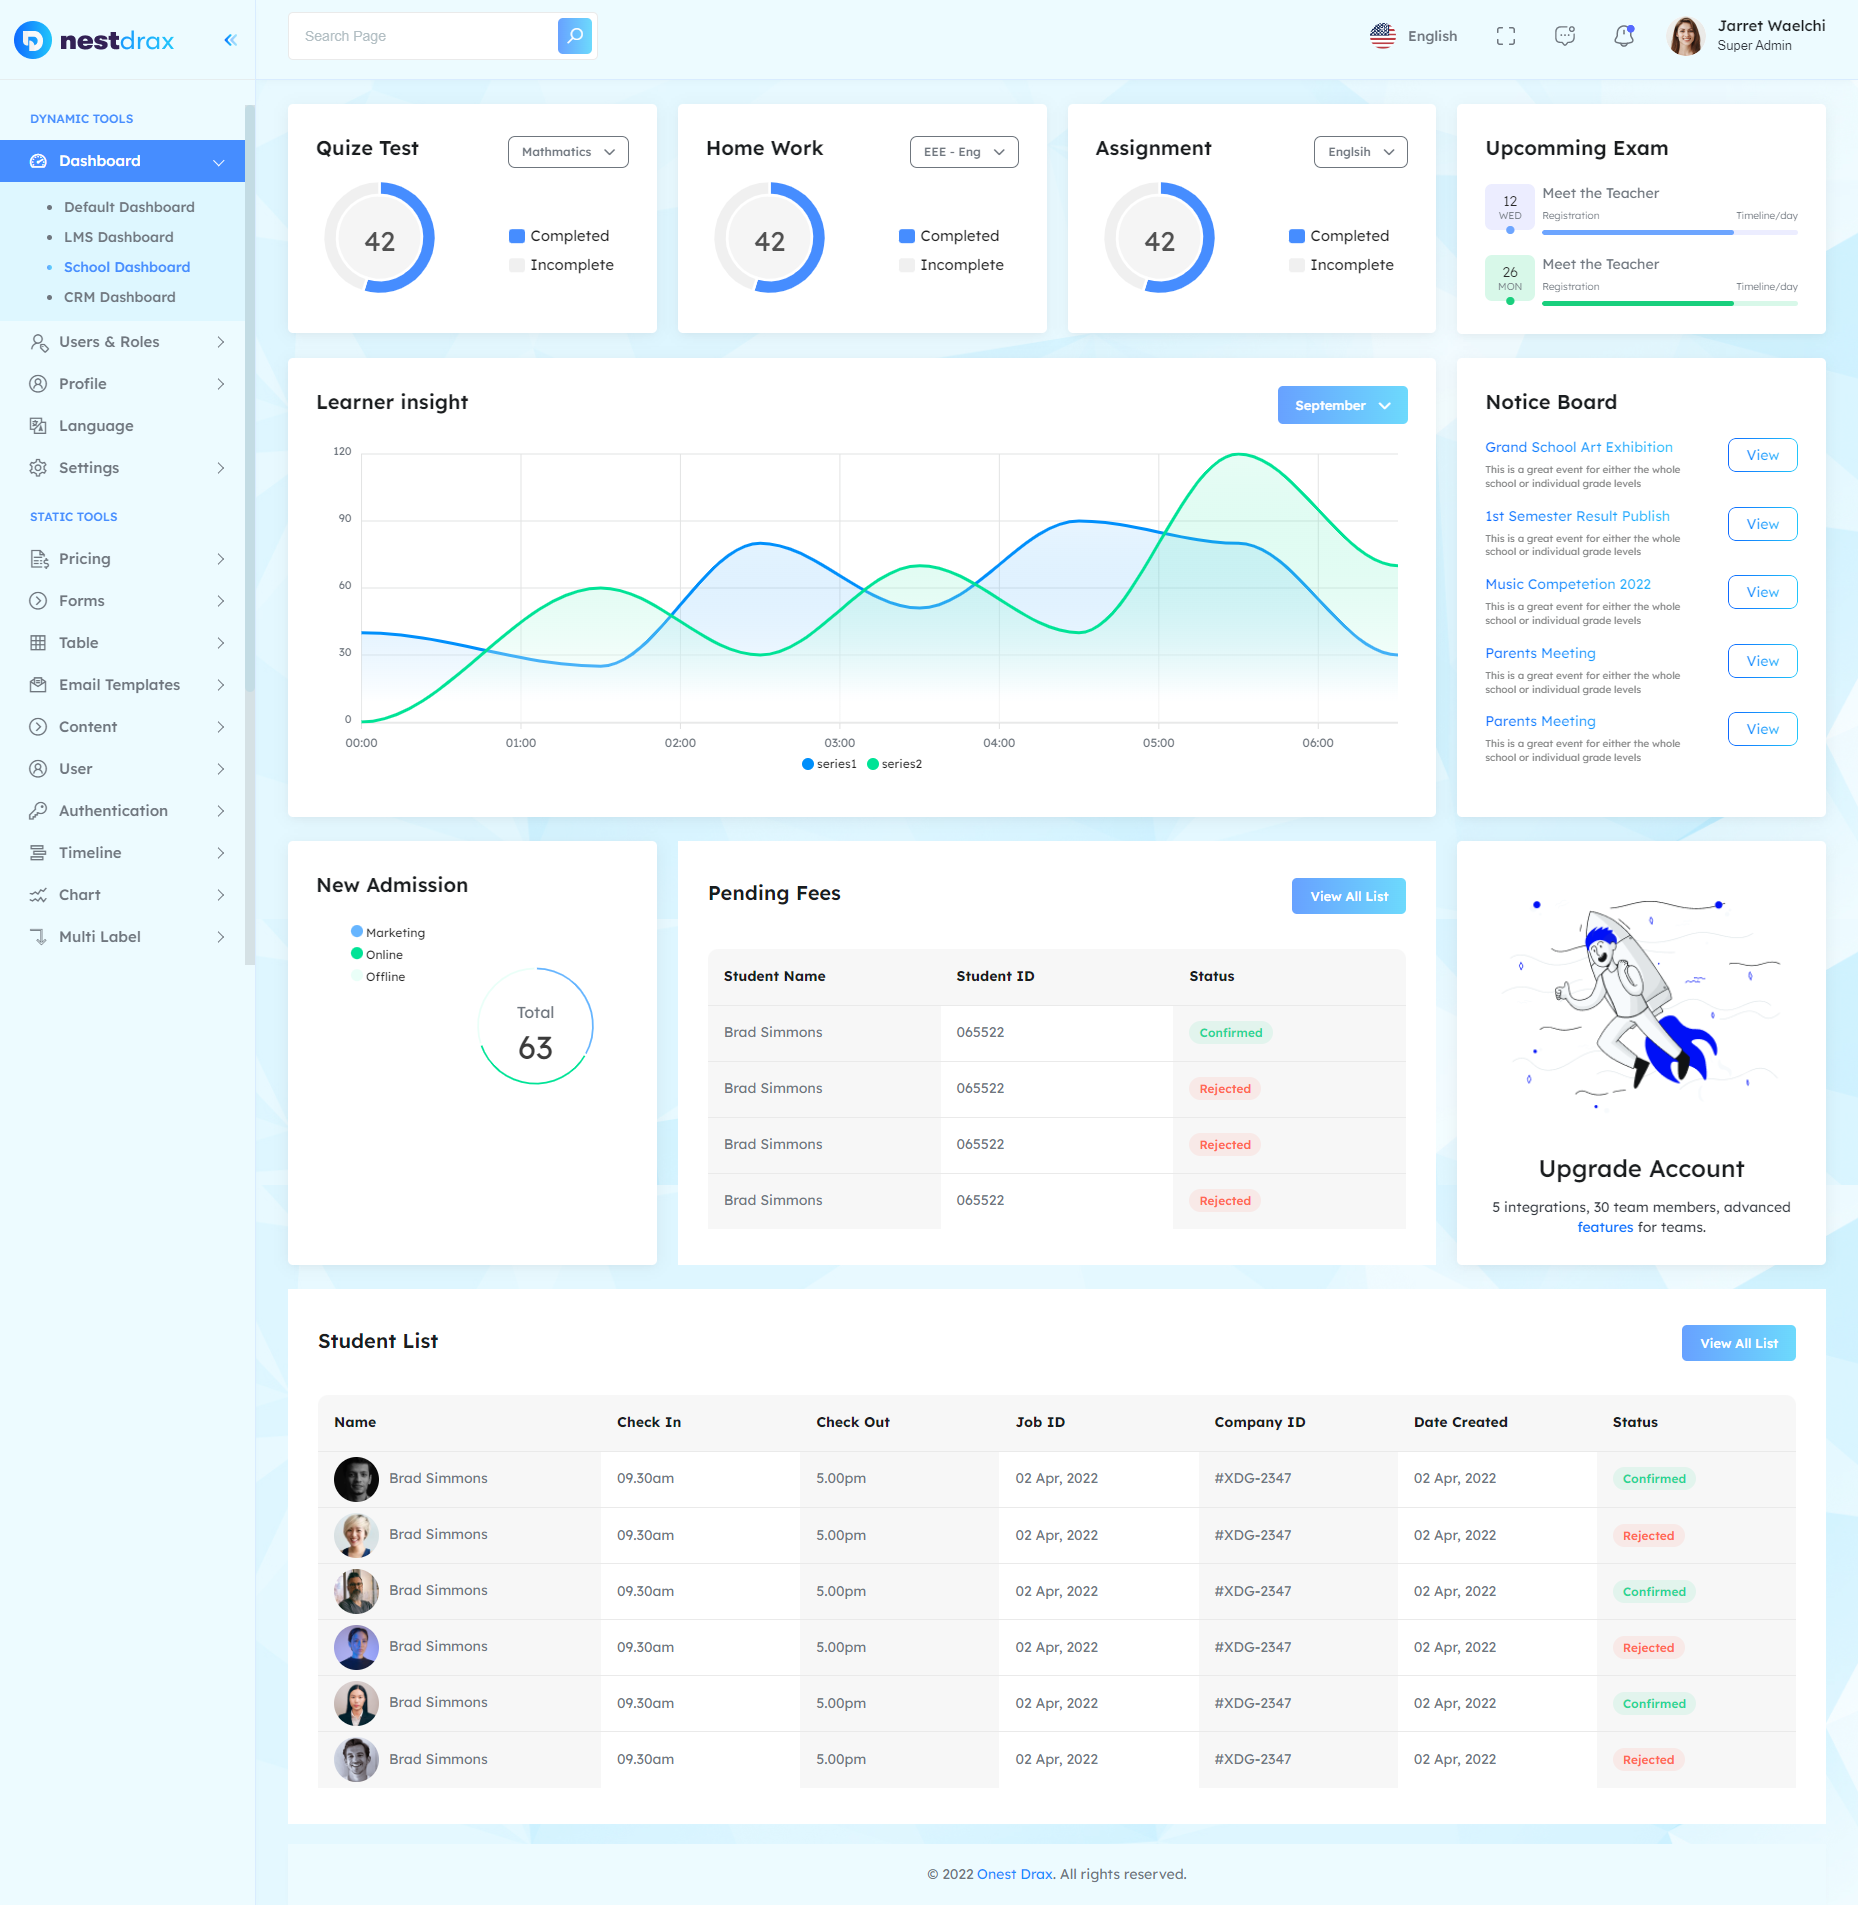 nestdrax
Search Page
English
Jarret Waelchi
Super Admin
DYNAMIC TOOLS
Dashboard
Default Dashboard
LMS Dashboard
School Dashboard
CRM Dashboard
Users & Roles
Profile
Language
Settings
STATIC TOOLS
Pricing
Forms
Table
Email Templates
Content
User
Authentication
Timeline
Chart
Multi Label
Quize Test
Mathmatics
42
Completed
Incomplete
Home Work
EEE - Eng
42
Completed
Incomplete
Assignment
Englsih
42
Completed
Incomplete
Upcomming Exam
12
WED
Meet the Teacher
Registration
Timeline/day
26
MON
Meet the Teacher
Registration
Timeline/day
Learner insight
September
120
90
60
30
0
00:00
01:00
02:00
03:00
04:00
05:00
06:00
series1
series2
Notice Board
Grand School Art Exhibition
This is a great event for either the whole
school or individual grade levels
View
1st Semester Result Publish
This is a great event for either the whole
school or individual grade levels
View
Music Competetion 2022
This is a great event for either the whole
school or individual grade levels
View
Parents Meeting
This is a great event for either the whole
school or individual grade levels
View
Parents Meeting
This is a great event for either the whole
school or individual grade levels
View
New Admission
Marketing
Online
Offline
Total
63
Pending Fees
View All List
Student Name Student ID Status
Brad Simmons 065522 Confirmed
Brad Simmons 065522 Rejected
Brad Simmons 065522 Rejected
Brad Simmons 065522 Rejected
Upgrade Account
5 integrations, 30 team members, advanced
features for teams.
Student List
View All List
Name Check In Check Out Job ID Company ID Date Created Status
Brad Simmons 09.30am 5.00pm 02 Apr, 2022 #XDG-2347 02 Apr, 2022 Confirmed
Brad Simmons 09.30am 5.00pm 02 Apr, 2022 #XDG-2347 02 Apr, 2022 Rejected
Brad Simmons 09.30am 5.00pm 02 Apr, 2022 #XDG-2347 02 Apr, 2022 Confirmed
Brad Simmons 09.30am 5.00pm 02 Apr, 2022 #XDG-2347 02 Apr, 2022 Rejected
Brad Simmons 09.30am 5.00pm 02 Apr, 2022 #XDG-2347 02 Apr, 2022 Confirmed
Brad Simmons 09.30am 5.00pm 02 Apr, 2022 #XDG-2347 02 Apr, 2022 Rejected
© 2022 Onest Drax. All rights reserved.